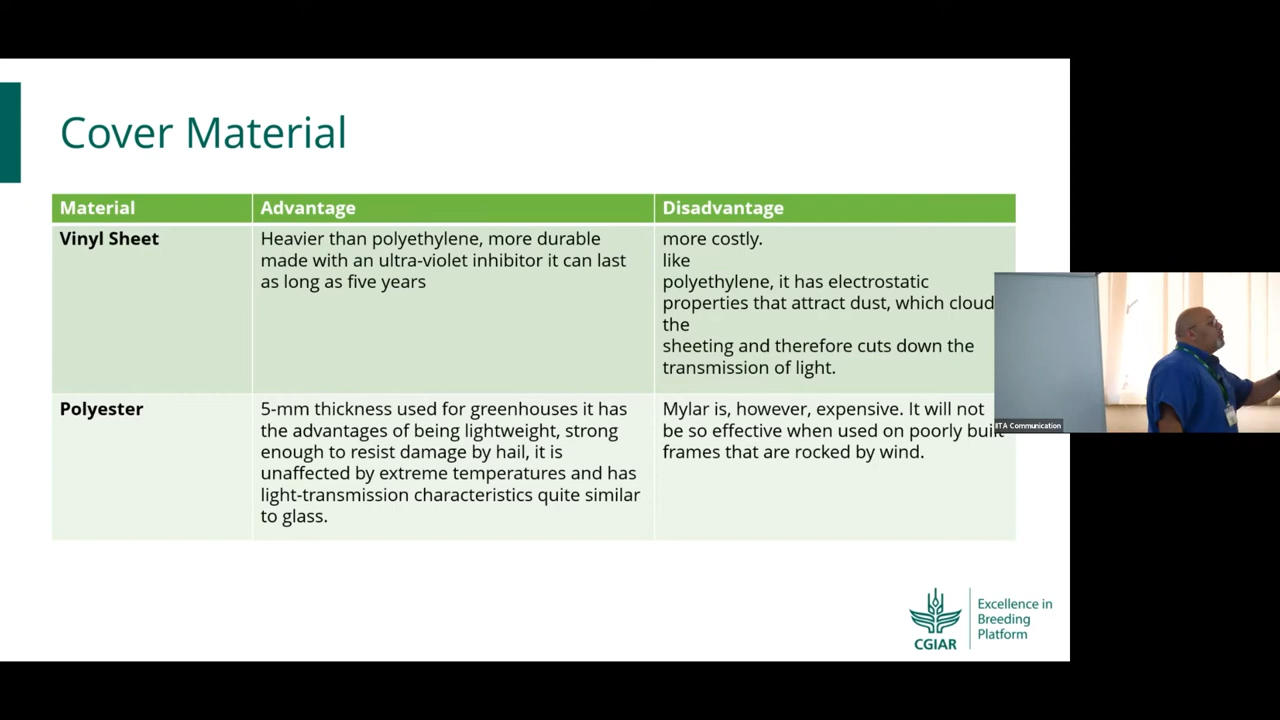 Cover Material
Material
Advantage
Disadvantage
Vinyl Sheet
Heavier than polyethylene, more durable
made with an ultra-violet inhibitor it can last
as long as five years
more costly.
like
polyethylene, it has electrostatic
properties that attract dust, which cloud
the
sheeting and therefore cuts down the
transmission of light.
Polyester
5-mm thickness used for greenhouses it has
the advantages of being lightweight, strong
enough to resist damage by hail, it is
unaffected by extreme temperatures and has
light-transmission characteristics quite similar
to glass.
Mylar is, however, expensive. It will not
be so effective when used on poorly built
frames that are rocked by wind.
IITA Communication
CGIAR
Excellence in
Breeding
Platform